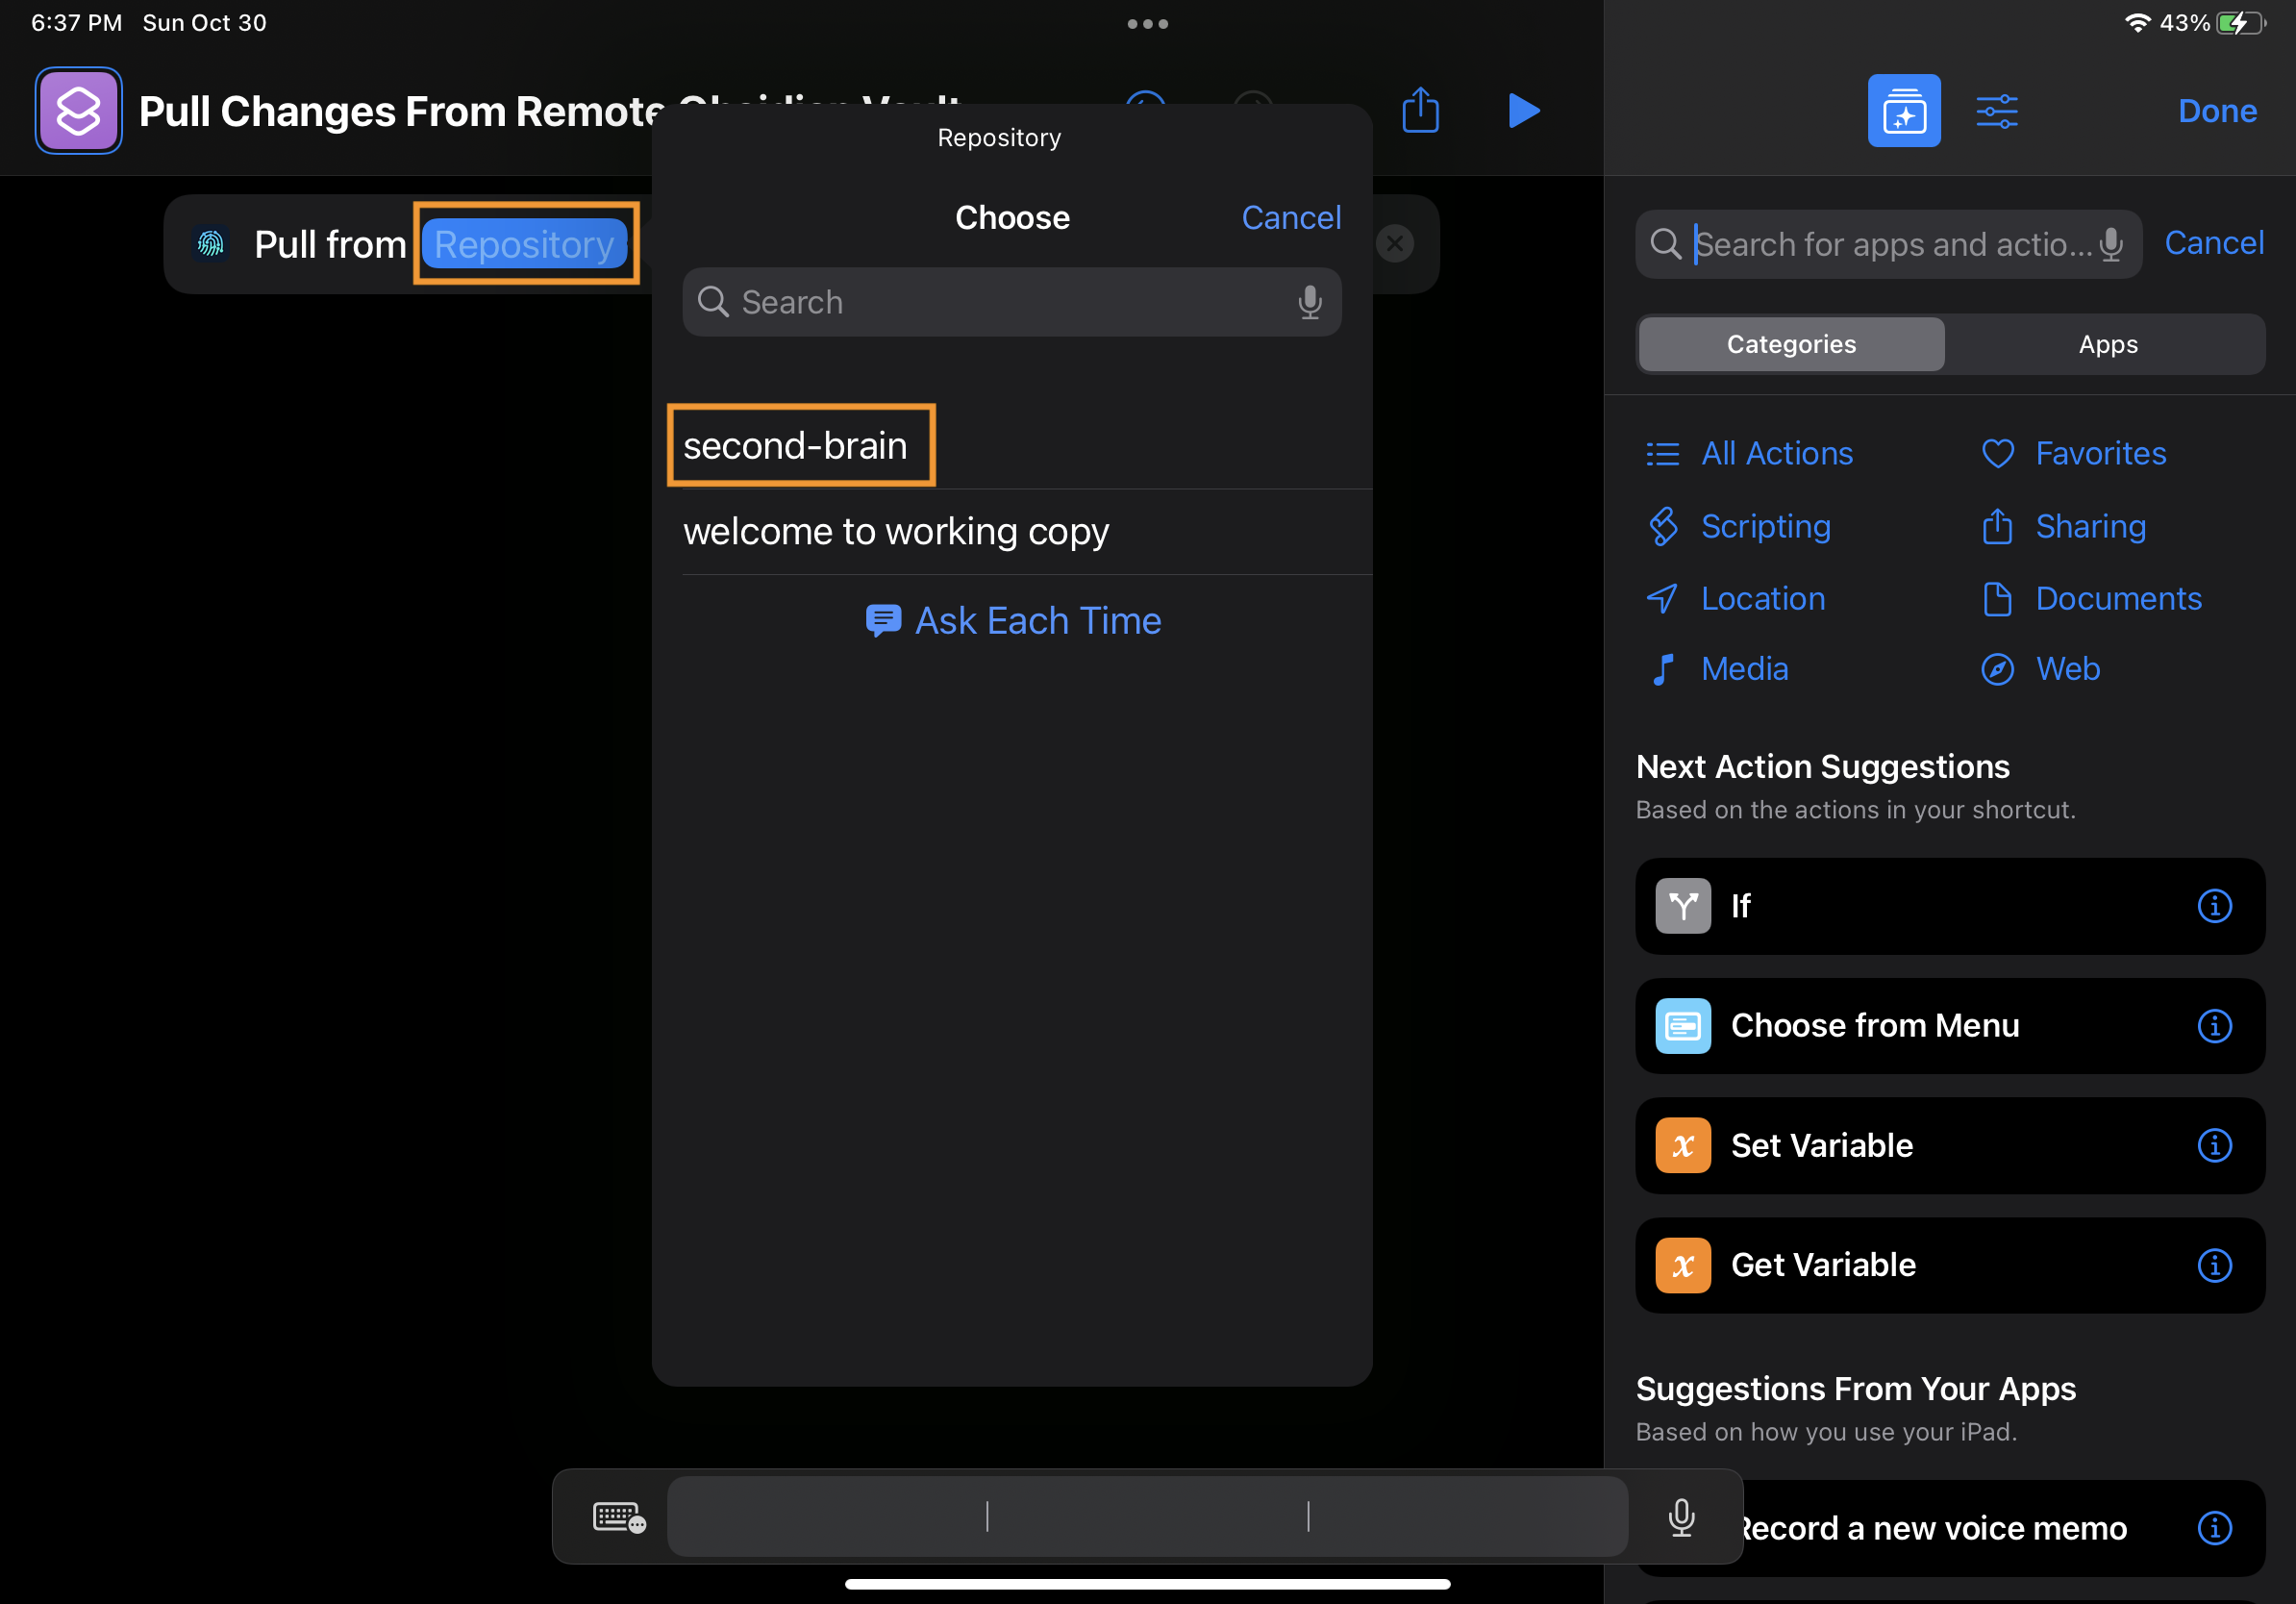 6:37 PM Sun Oct 30
43%
Pull Changes From Remote Obsidian Vault
Done
Repository
Choose
Cancel
Pull from Repository
Search
second-brain
welcome to working copy
Ask Each Time
Search for apps and actio...
Cancel
Categories
Apps
All Actions
Favorites
Scripting
Sharing
Location
Documents
Media
Web
Next Action Suggestions
Based on the actions in your shortcut.
If
Choose from Menu
x Set Variable
x Get Variable
Suggestions From Your Apps
Based on how you use your iPad.
Record a new voice memo